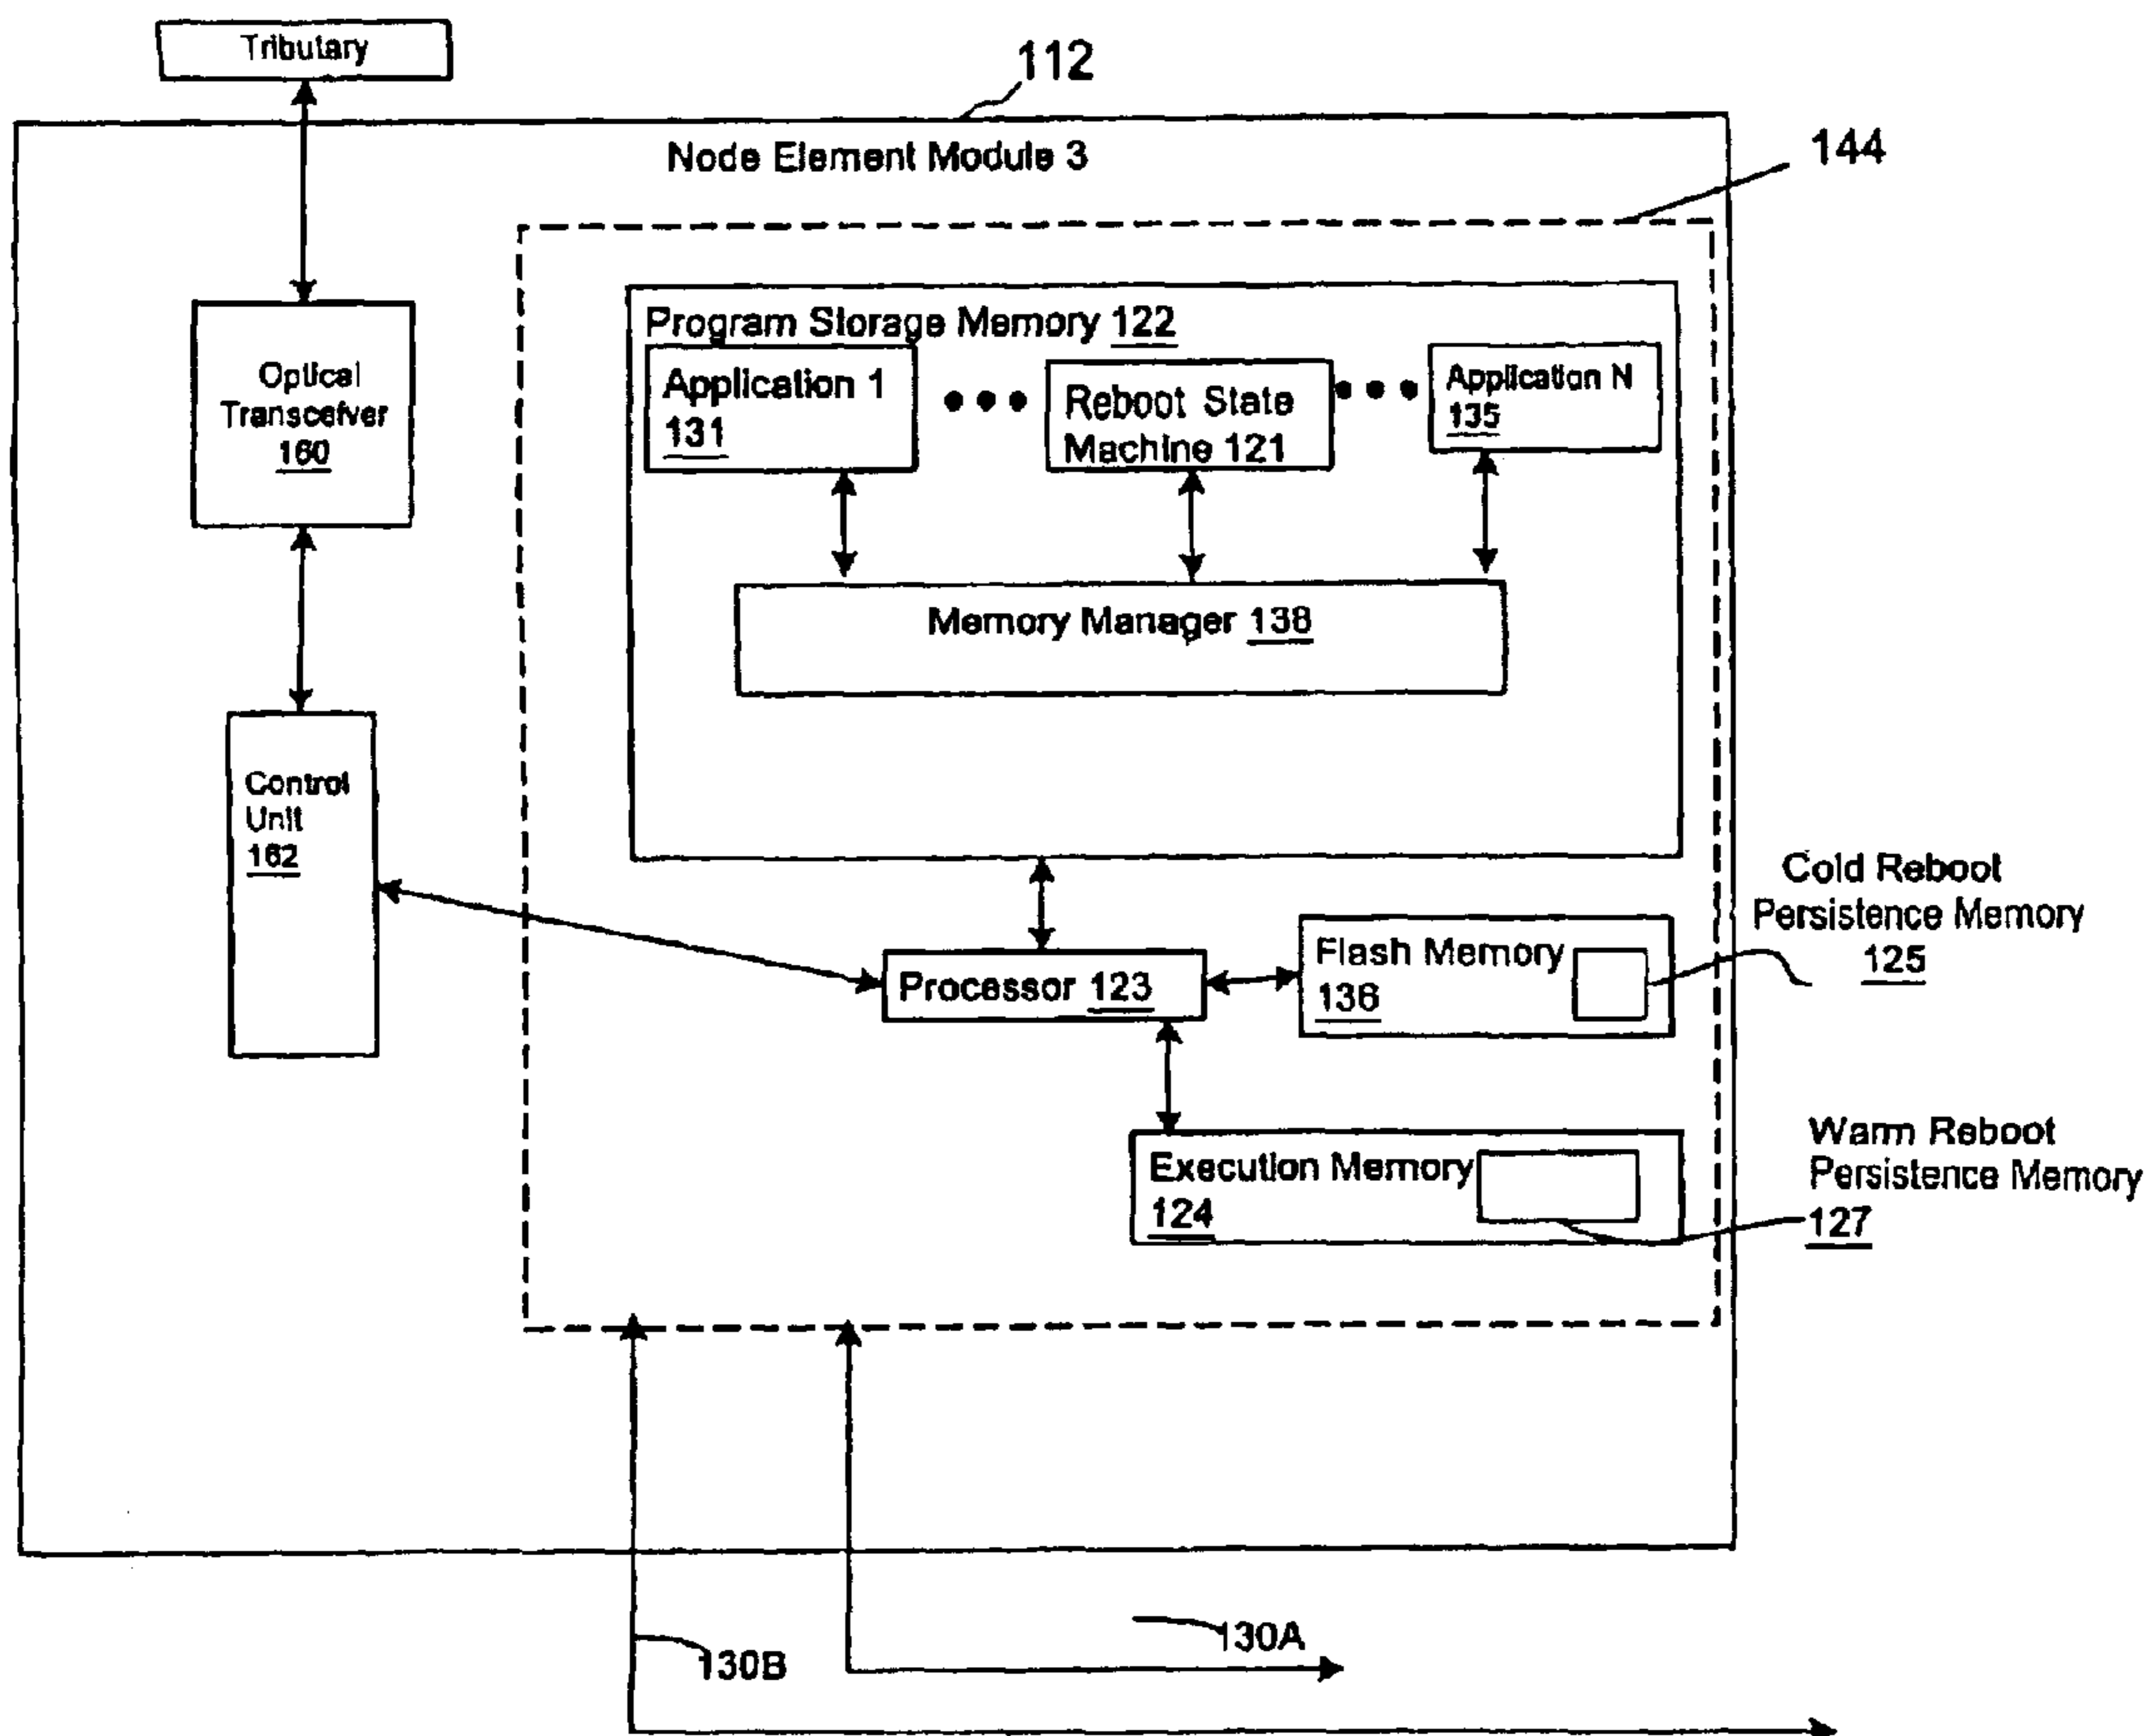 Tributary
112
Node Element Module 3
144
Program Storage Memory 122
Application 1
131
Reboot State
Machine 121
Application N
135
Optical
Transceiver
160
Memory Manager 138
Control
Unit
162
Cold Reboot
Persistence Memory
125
Flash Memory
136
Processor 123
Warm Reboot
Persistence Memory
127
Execution Memory
124
130A
130B